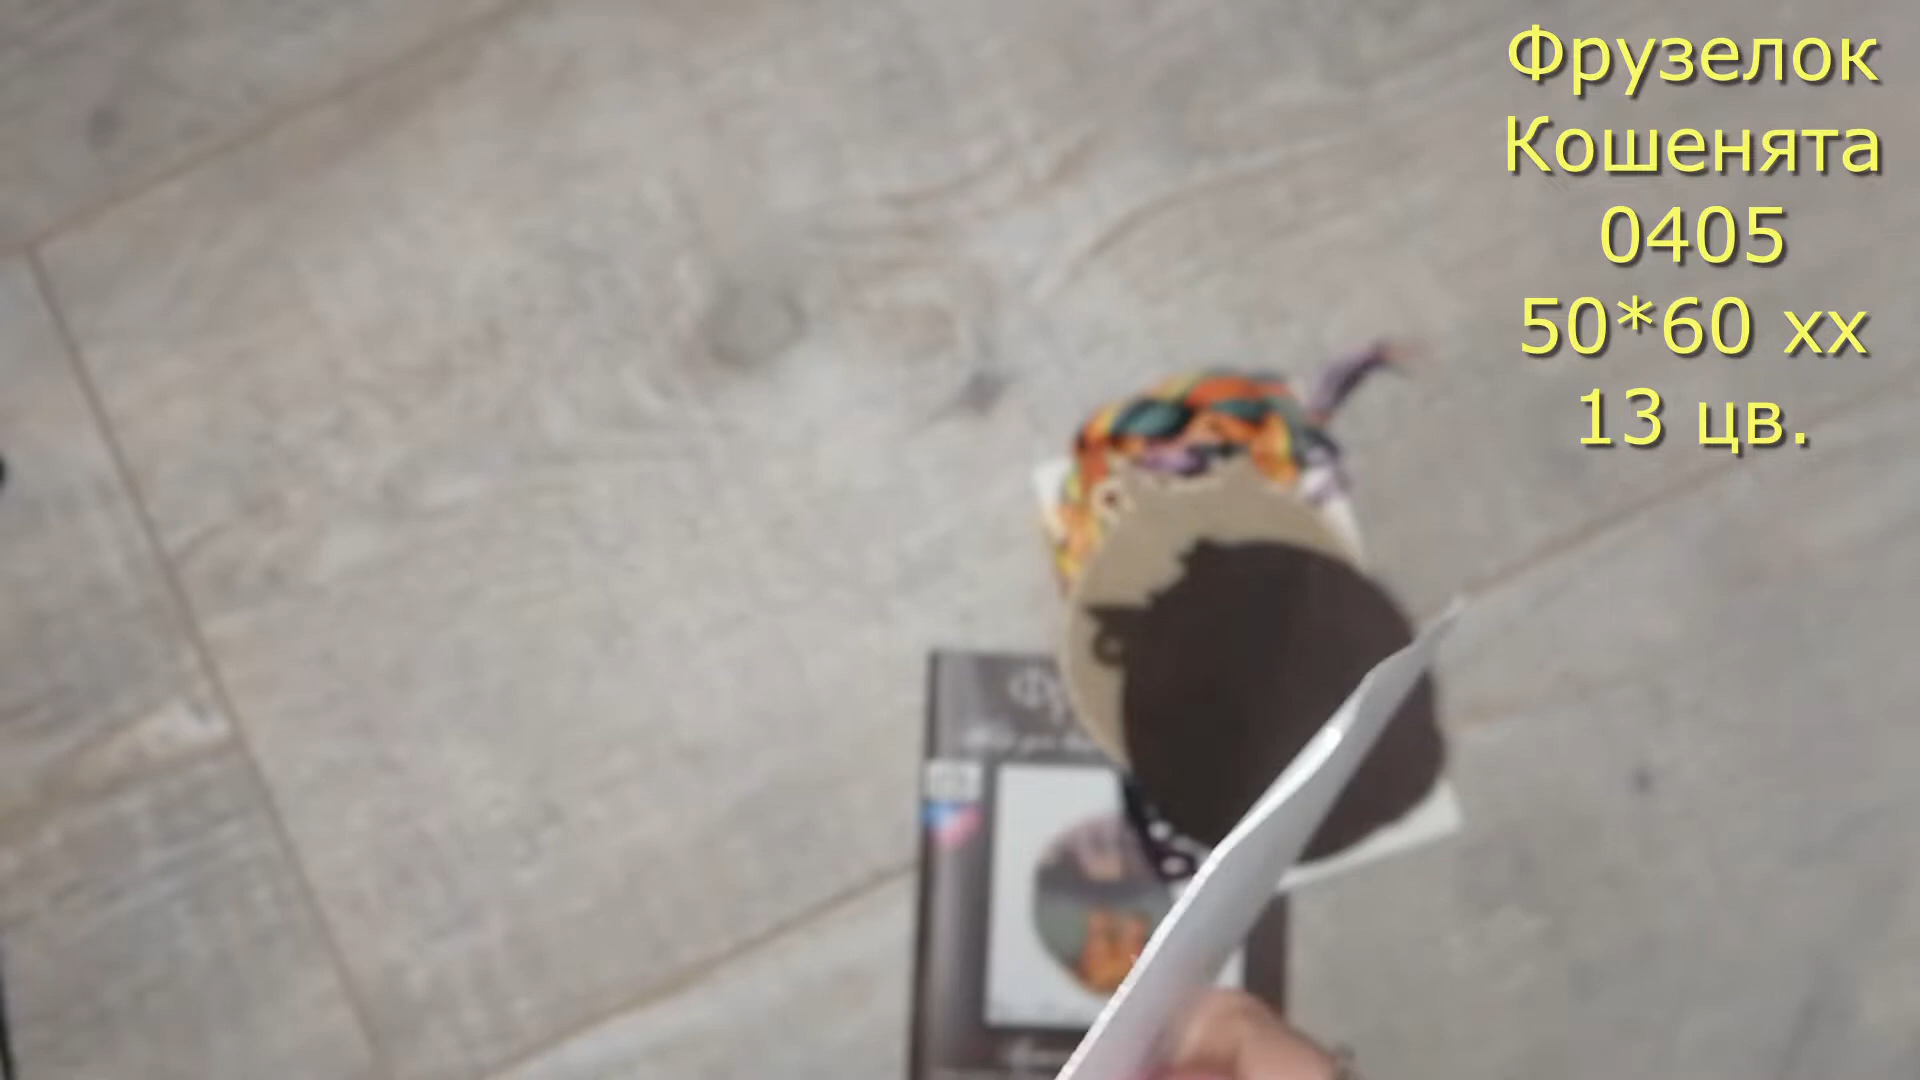 Фрузелок
Кошенята
0405
50*60 хх
13 цв.